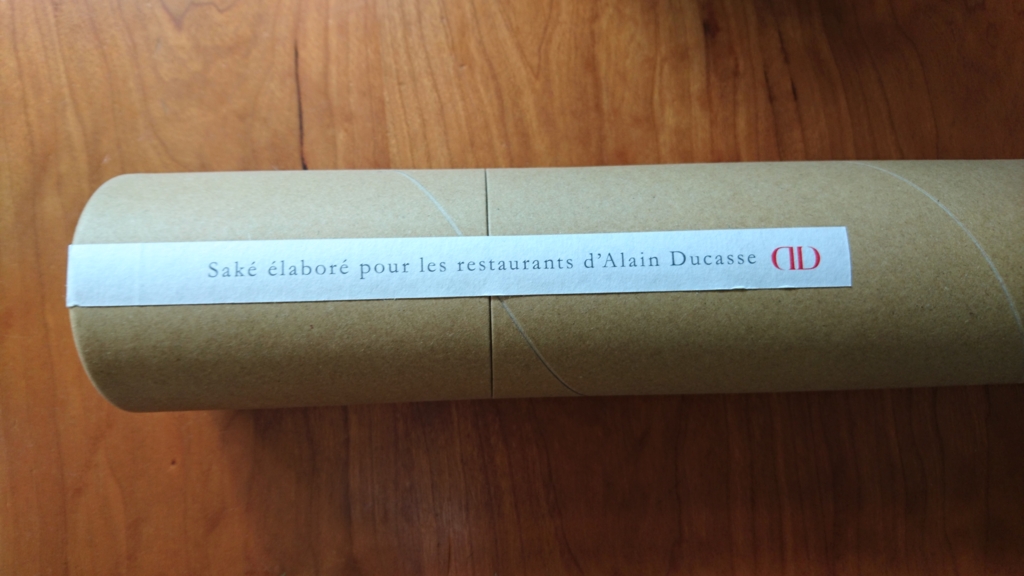 Saké élaboré pour les restaurants d'Alain Ducasse